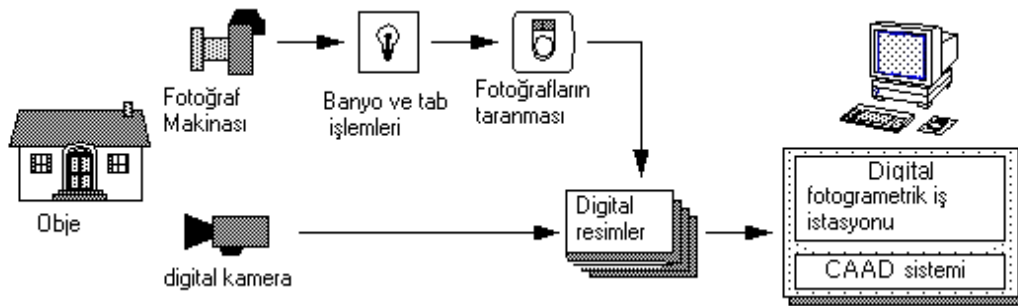 Fotoğraf
Makinası
Banyo ve tab
işlemleri
Fotoğrafların
taranması
Obje
digital kamera
Digital
resimler
Digital
fotogrametrik iş
istasyonu
CAAD sistemi